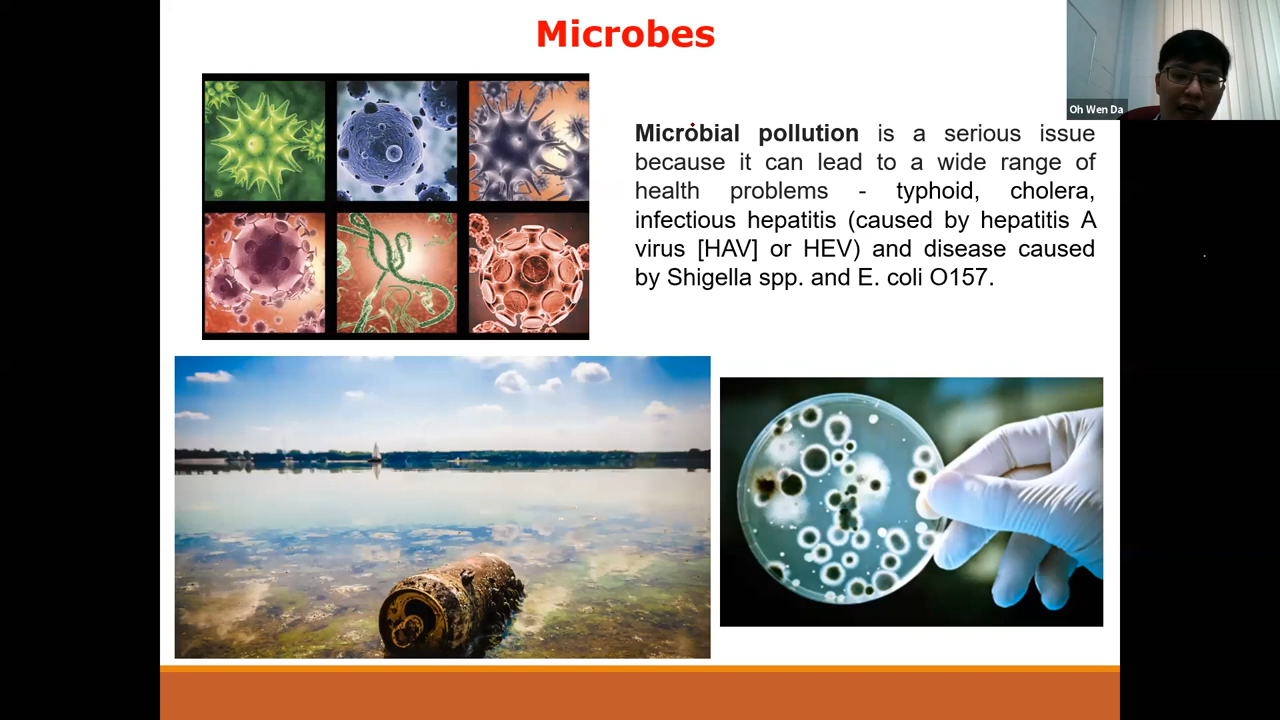 Microbes
Oh Wen Da
Microbial pollution is a serious issue
because it can lead to a wide range of
health problems - typhoid, cholera,
infectious hepatitis (caused by hepatitis A
virus [HAV] or HEV) and disease caused
by Shigella spp. and E. coli O157.